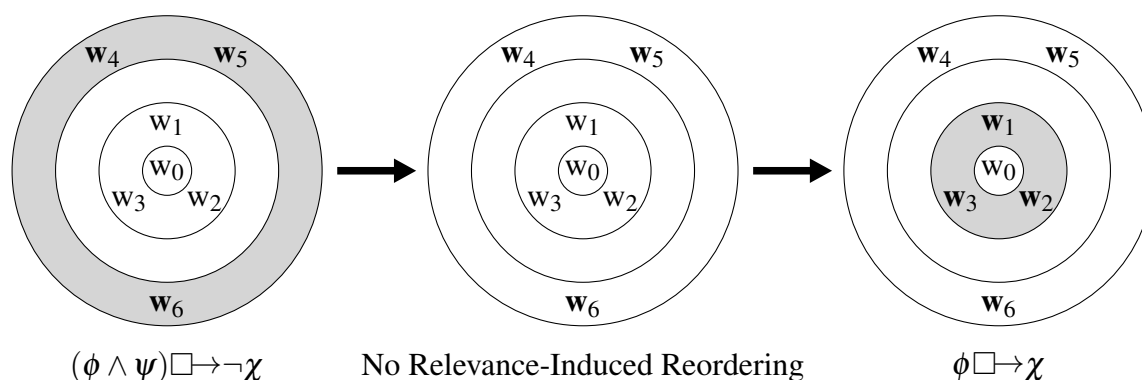 w₄ w₅ w₄ w₅ w₄ w₅
w₁ w₁ w₁
w₀ w₀ w₀
w₃ w₂ w₃ w₂ w₃ w₂
w₆ w₆ w₆
(ϕ ∧ ψ)□→¬χ No Relevance-Induced Reordering ϕ□→χ